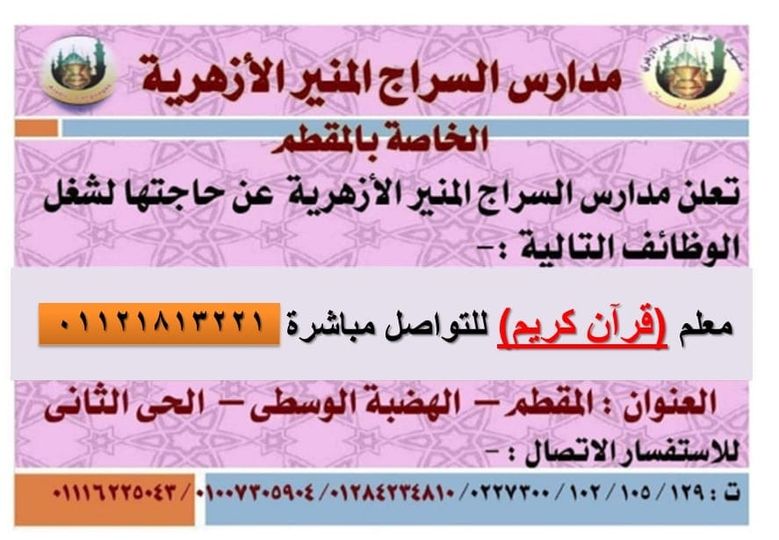 مدارس السراج المنير الأزهرية
الخاصة بالمقطم
تعلن مدارس السراج المنير الأزهرية عن حاجتها لشغل
الوظائف التالية :-
معلم (قرآن كريم) للتواصل مباشرة ٠١١٢١٨١٣٢٢١
العنوان : المقطم – الهضبة الوسطى – الحى الثانى
للاستفسار الاتصال : -
ت : ١٢٩ / ١٠٥ / ١٠٢ / ٠٢٢٧٣٠٠ / ٠١٢٨٤٢٣٤٨١٠ / ٠١٠٠٧٣٠٥٩٠٤ / ٠١١١٦٢٢٥٠٤٣